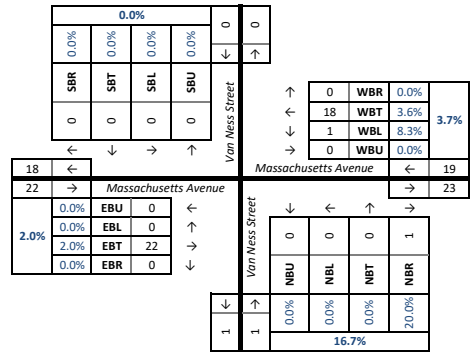 0.0%
0.0% 0.0% 0.0% 0.0%
SBR SBT SBL SBU
0 0 0 0
← ↓ → ↑
0 0
↓ ↑
Van Ness Street
↑ 0 WBR 0.0%
← 18 WBT 3.6%
↓ 1 WBL 8.3%
→ 0 WBU 0.0%
3.7%
18 ←
Massachusetts Avenue ← 19
22 → Massachusetts Avenue
→ 23
2.0%
0.0% EBU 0 ←
0.0% EBL 0 ↑
2.0% EBT 22 →
0.0% EBR 0 ↓
Van Ness Street
↓ ← ↑ →
0 0 0 1
NBU NBL NBT NBR
0.0% 0.0% 0.0% 20.0%
16.7%
↓ ↑
1 1